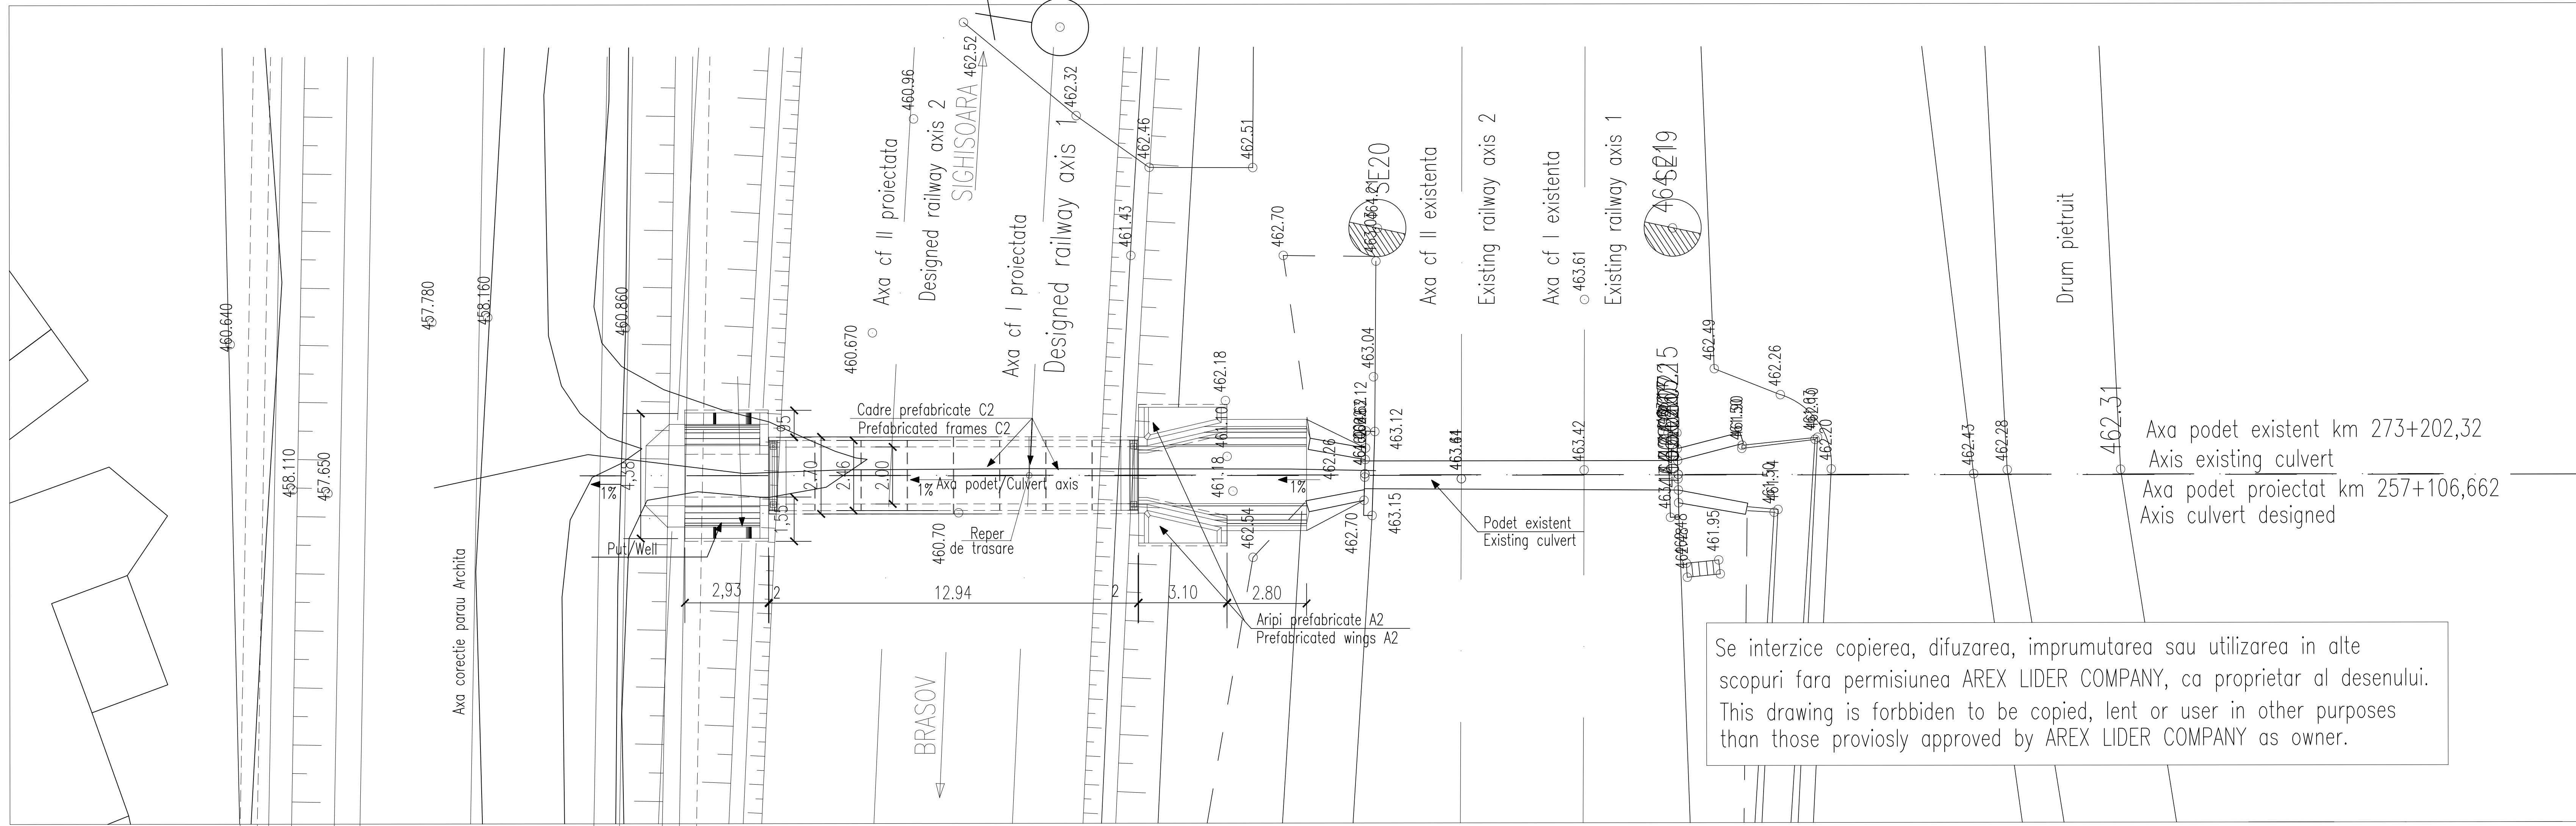 460.640
458.110
457.650
457.780
458.160
Axa corectie parau Archita
460.860
1%
4,38
Put/Well
,95
1,55
2.70
2.46
2.00
460.670
Axa cf II proiectata
460.96
Designed railway axis 2
SIGHISOARA
462.52
Axa cf I proiectata
Designed railway axis 1
462.32
461.43
462.46
462.51
Cadre prefabricate C2
Prefabricated frames C2
1%
Axa podet/Culvert axis
460.70
Reper
de trasare
BRASOV
2,93
2
12.94
2
3.10
2.80
Aripi prefabricate A2
Prefabricated wings A2
462.18
461.10
461.18
462.54
1%
462.26
462.70
462.70
SE20
463.04
463.12
463.15
Axa cf II existenta
Existing railway axis 2
Axa cf I existenta
463.61
Existing railway axis 1
463.42
Podet existent
Existing culvert
SE19
462.49
462.26
461.95
462.20
462.43
462.28
Drum pietruit
462.31
Axa podet existent km 273+202,32
Axis existing culvert
Axa podet proiectat km 257+106,662
Axis culvert designed
Se interzice copierea, difuzarea, imprumutarea sau utilizarea in alte
scopuri fara permisiunea AREX LIDER COMPANY, ca proprietar al desenului.
This drawing is forbbiden to be copied, lent or user in other purposes
than those proviosly approved by AREX LIDER COMPANY as owner.